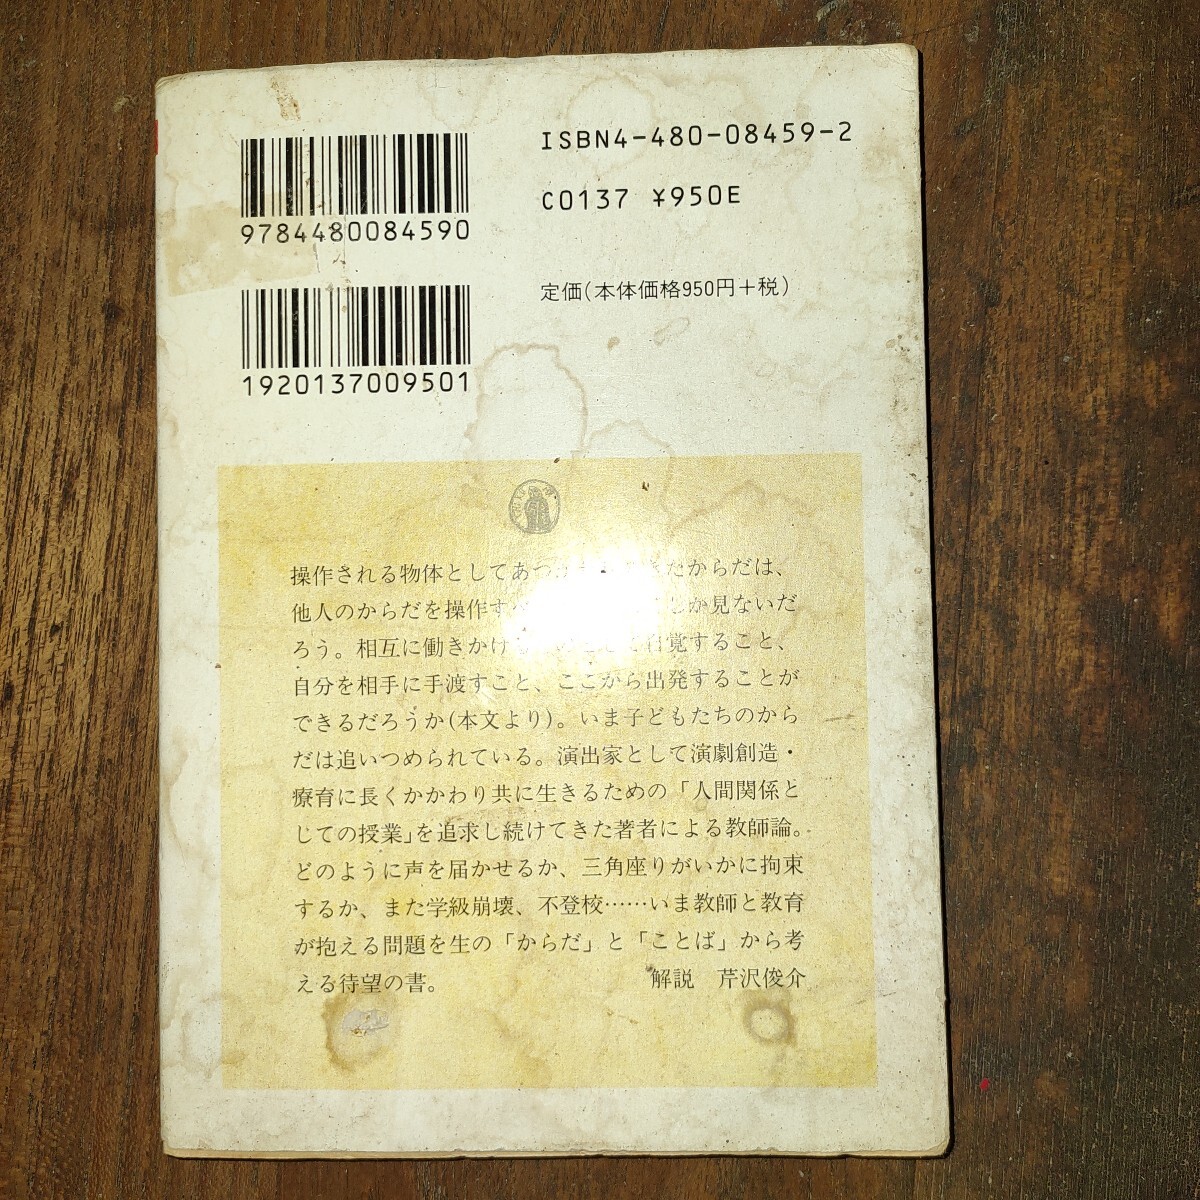 ISBN4-480-08459-2
C0137 ¥950E
9784480084590
定価(本体価格950円+税)
1920137009501
操作される物体としてあつ きたからだは、
他人のからだを操作す しか見ないだ
ろう。相互に働きかけ 自覚すること、
自分を相手に手渡すこと、ここから出発することが
できるだろうか(本文より)。いま子どもたちのから
だは追いつめられている。演出家として演劇創造・
療育に長くかかわり共に生きるための「人間関係と
しての授業」を追求し続けてきた著者による教師論。
どのように声を届かせるか、三角座りがいかに拘束
するか、また学級崩壊、不登校……いま教師と教育
が抱える問題を生の「からだ」と「ことば」から考
える待望の書。 解説 芹沢俊介